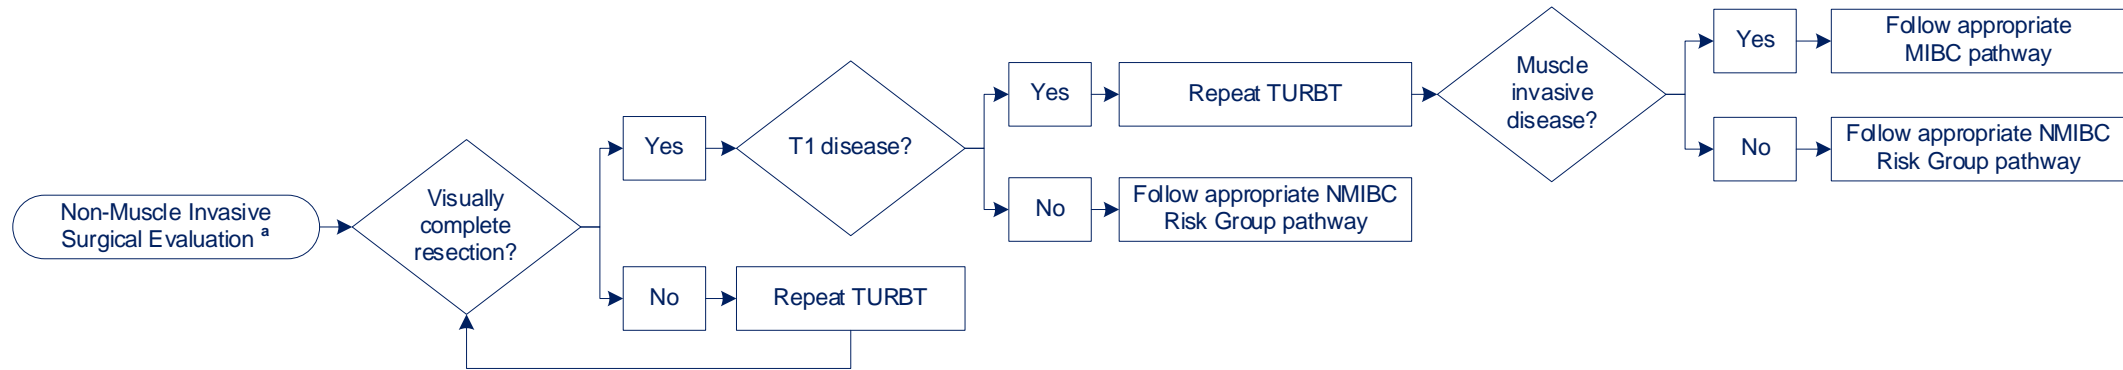 Non-Muscle Invasive
Surgical Evaluation a
Visually
complete
resection?
Yes
No
Repeat TURBT
T1 disease?
Yes
No
Repeat TURBT
Follow appropriate NMIBC
Risk Group pathway
Muscle
invasive
disease?
Yes
No
Follow appropriate
MIBC pathway
Follow appropriate NMIBC
Risk Group pathway